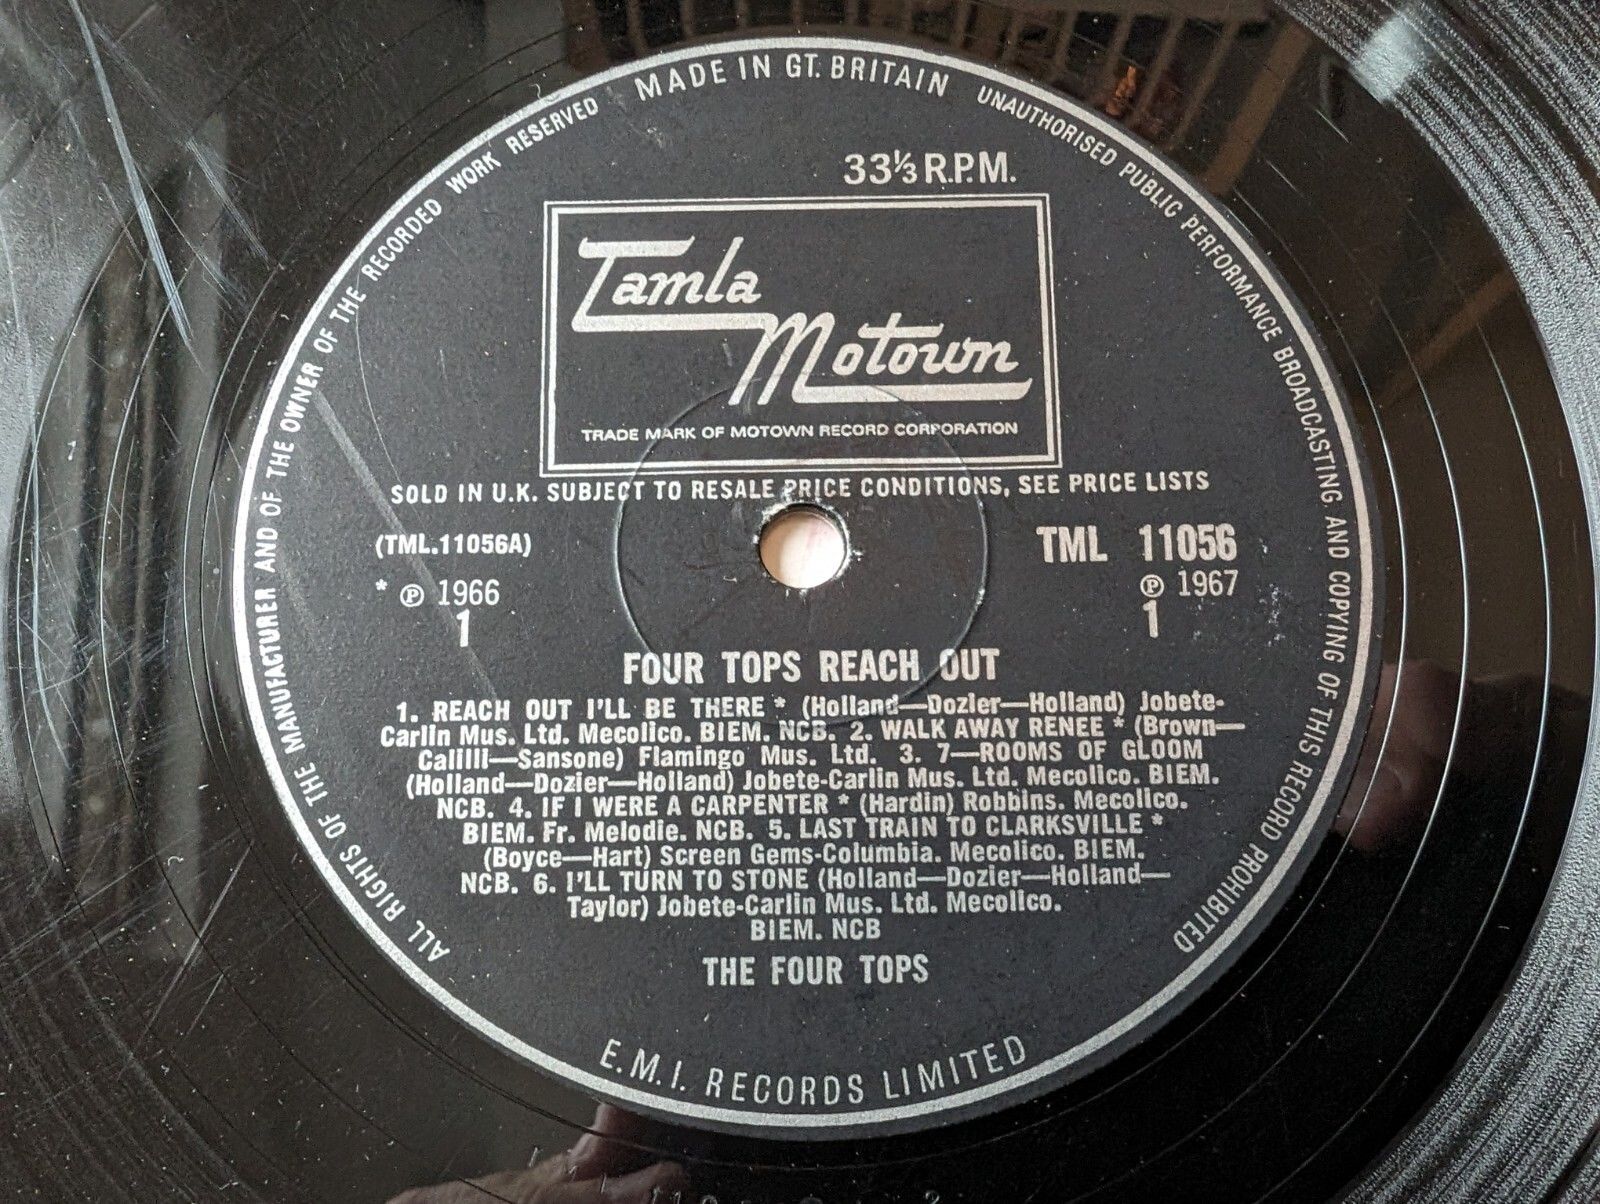 MADE IN GT. BRITAIN
UNAUTHORISED PUBLIC PERFORMANCE BROADCASTING AND COPYING OF THIS RECORD PROHIBITED
ALL RIGHTS OF THE MANUFACTURER AND OF THE OWNER OF THE RECORDED WORK RESERVED
33⅓ R.P.M.
Tamla
Motown
TRADE MARK OF MOTOWN RECORD CORPORATION
SOLD IN U.K. SUBJECT TO RESALE PRICE CONDITIONS, SEE PRICE LISTS
(TML.11056A) TML 11056
* ℗ 1966 ℗ 1967
1 1
FOUR TOPS REACH OUT
1. REACH OUT I'LL BE THERE * (Holland—Dozier—Holland) Jobete-
Carlin Mus. Ltd. Mecolico. BIEM. NCB. 2. WALK AWAY RENEE * (Brown—
Calilli—Sansone) Flamingo Mus. Ltd. 3. 7—ROOMS OF GLOOM
(Holland—Dozier—Holland) Jobete-Carlin Mus. Ltd. Mecolico. BIEM.
NCB. 4. IF I WERE A CARPENTER * (Hardin) Robbins. Mecolico.
BIEM. Fr. Melodie. NCB. 5. LAST TRAIN TO CLARKSVILLE *
(Boyce—Hart) Screen Gems-Columbia. Mecolico. BIEM.
NCB. 6. I'LL TURN TO STONE (Holland—Dozier—Holland—
Taylor) Jobete-Carlin Mus. Ltd. Mecolico.
BIEM. NCB
THE FOUR TOPS
E.M.I. RECORDS LIMITED